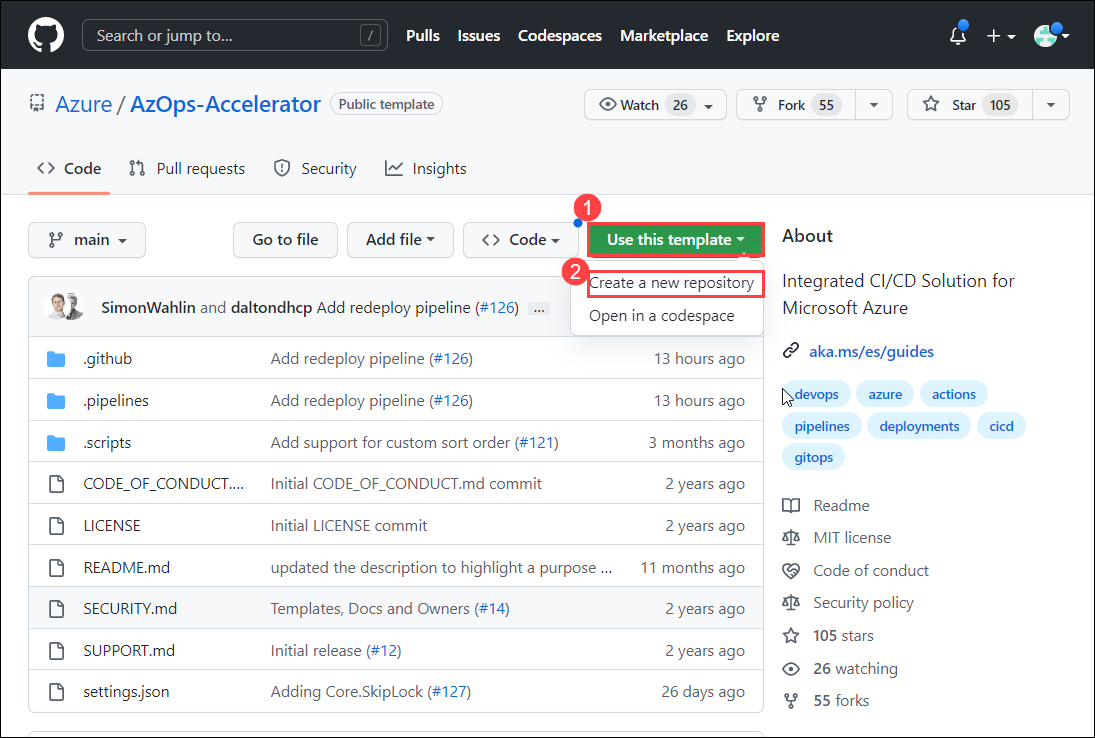 Search or jump to... / Pulls Issues Codespaces Marketplace Explore
Azure / AzOps-Accelerator Public template Watch 26 Fork 55 Star 105
Code Pull requests Security Insights
1
main Go to file Add file Code Use this template
2
Create a new repository
Open in a codespace
SimonWahlin and daltondhcp Add redeploy pipeline (#126) ...
.github Add redeploy pipeline (#126) 13 hours ago
.pipelines Add redeploy pipeline (#126) 13 hours ago
.scripts Add support for custom sort order (#121) 3 months ago
CODE_OF_CONDUCT.... Initial CODE_OF_CONDUCT.md commit 2 years ago
LICENSE Initial LICENSE commit 2 years ago
README.md updated the description to highlight a purpose ... 11 months ago
SECURITY.md Templates, Docs and Owners (#14) 2 years ago
SUPPORT.md Initial release (#12) 2 years ago
settings.json Adding Core.SkipLock (#127) 26 days ago
About
Integrated CI/CD Solution for
Microsoft Azure
aka.ms/es/guides
devops azure actions
pipelines deployments cicd
gitops
Readme
MIT license
Code of conduct
Security policy
105 stars
26 watching
55 forks